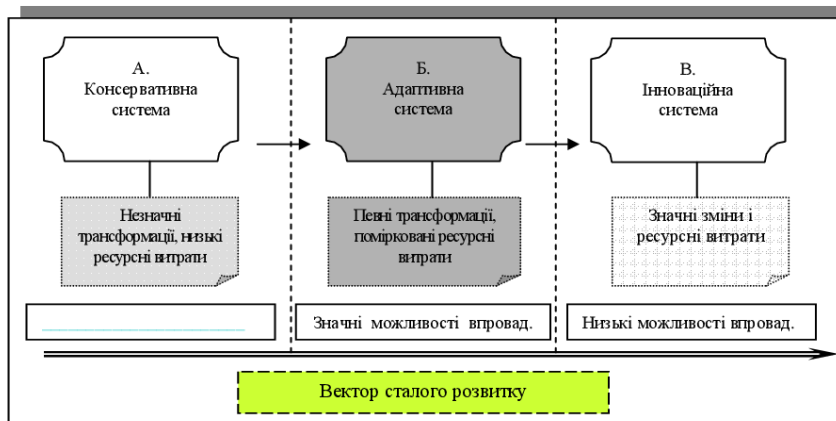 А.
Консервативна
система
Б.
Адаптивна
система
В.
Інноваційна
система
Незначні
трансформації, низькі
ресурсні витрати
Певні трансформації,
помірковані ресурсні
витрати
Значні зміни і
ресурсні витрати
Значні можливості впровад.
Низькі можливості впровад.
Вектор сталого розвитку